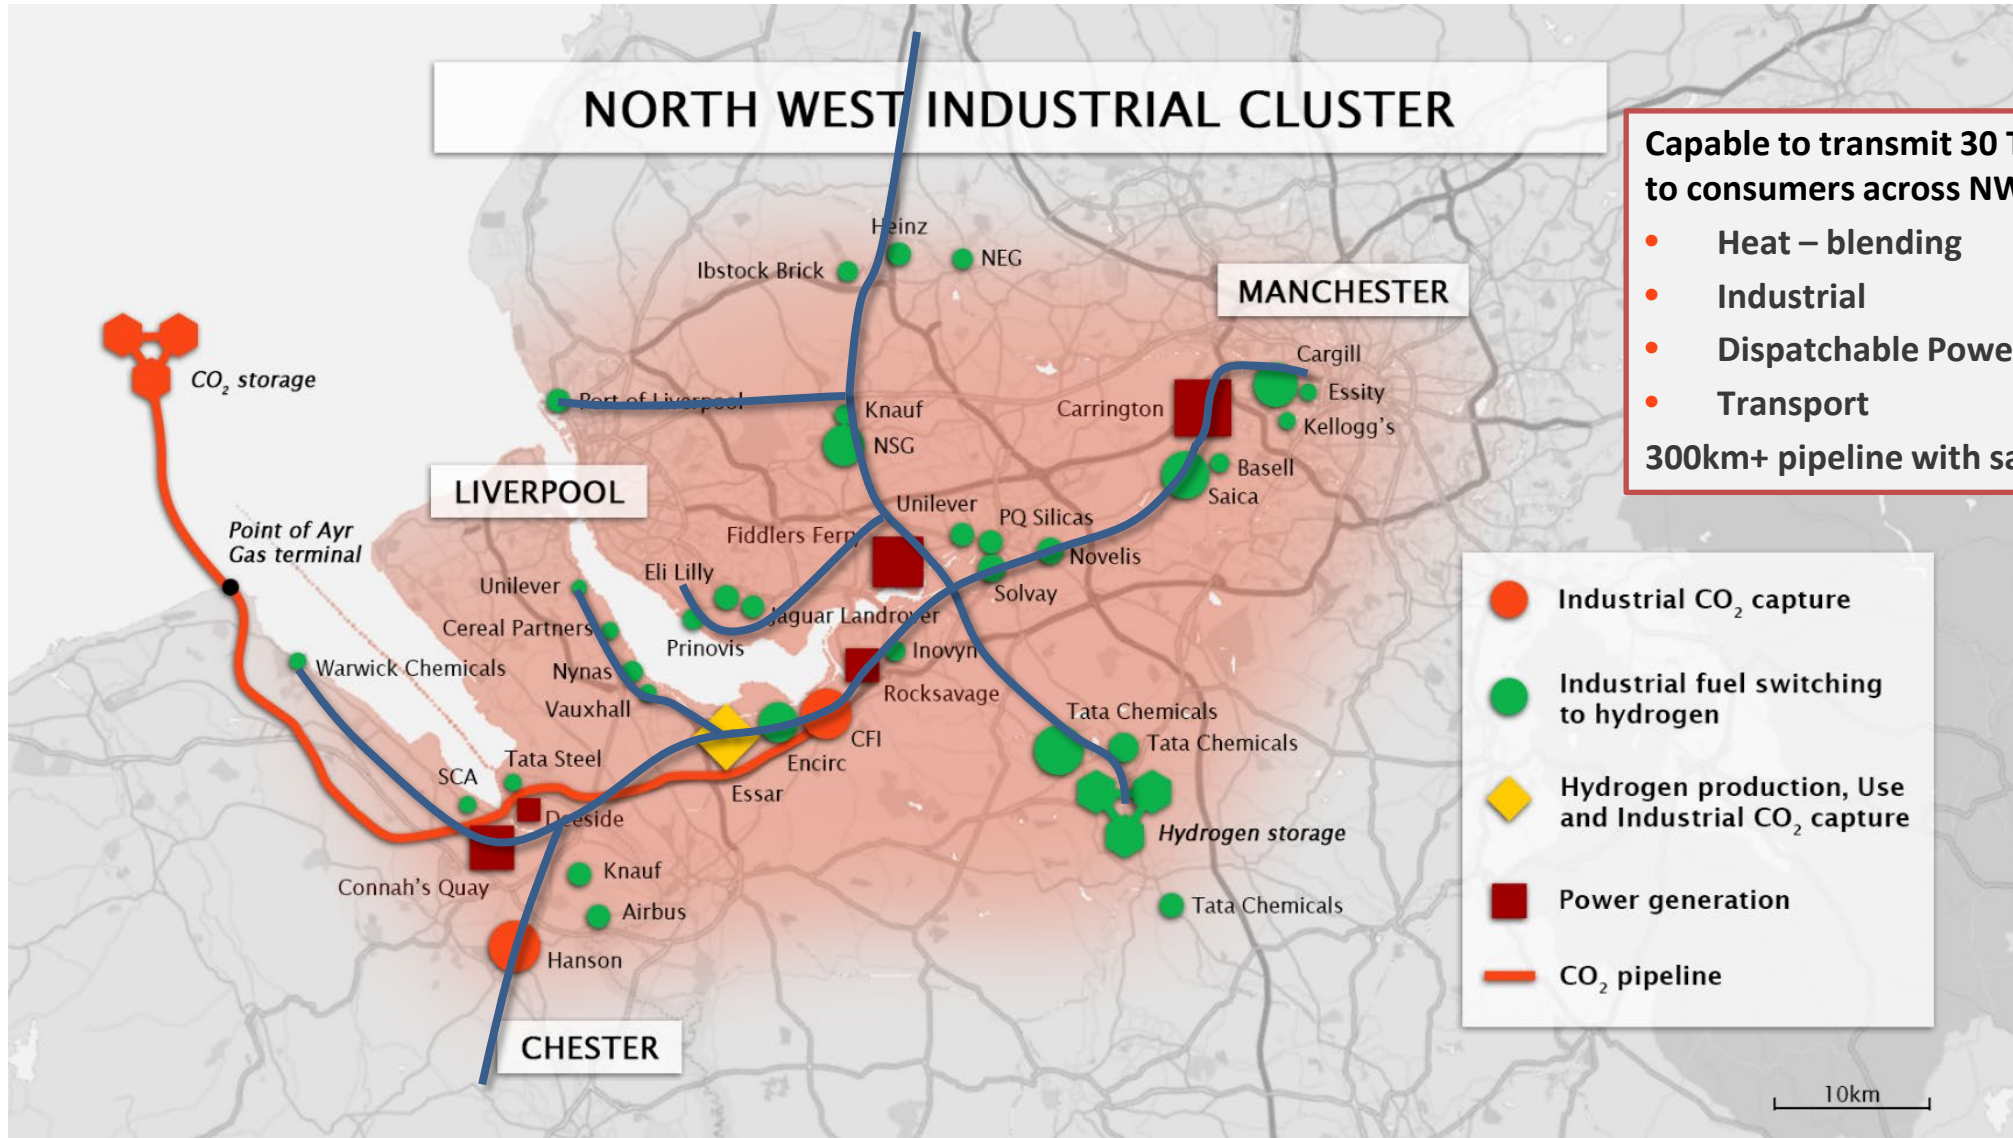 NORTH WEST INDUSTRIAL CLUSTER
Capable to transmit 30
to consumers across
• Heat – blending
• Industrial
• Dispatchable
• Transport
300km+ pipeline with
Heinz
Ibstock Brick
NEG
MANCHESTER
CO₂ storage
Cargill
Port of Liverpool
Knauf
Carrington
Essity
Kellogg's
NSG
LIVERPOOL
Basell
Saica
Point of Ayr
Gas terminal
Unilever
PQ Silicas
Fiddlers Ferry
Novelis
Unilever
Eli Lilly
Solvay
Cereal Partners
Jaguar Landrover
Prinovis
Inovyn
Warwick Chemicals
Nynas
Rocksavage
Vauxhall
Tata Chemicals
CFI
Tata Chemicals
Tata Steel
Encirc
SCA
Essar
Deeside
Hydrogen storage
Connah's Quay
Knauf
Airbus
Tata Chemicals
Hanson
CHESTER
Industrial CO₂ capture
Industrial fuel switching
to hydrogen
Hydrogen production, Use
and Industrial CO₂ capture
Power generation
CO₂ pipeline
10km